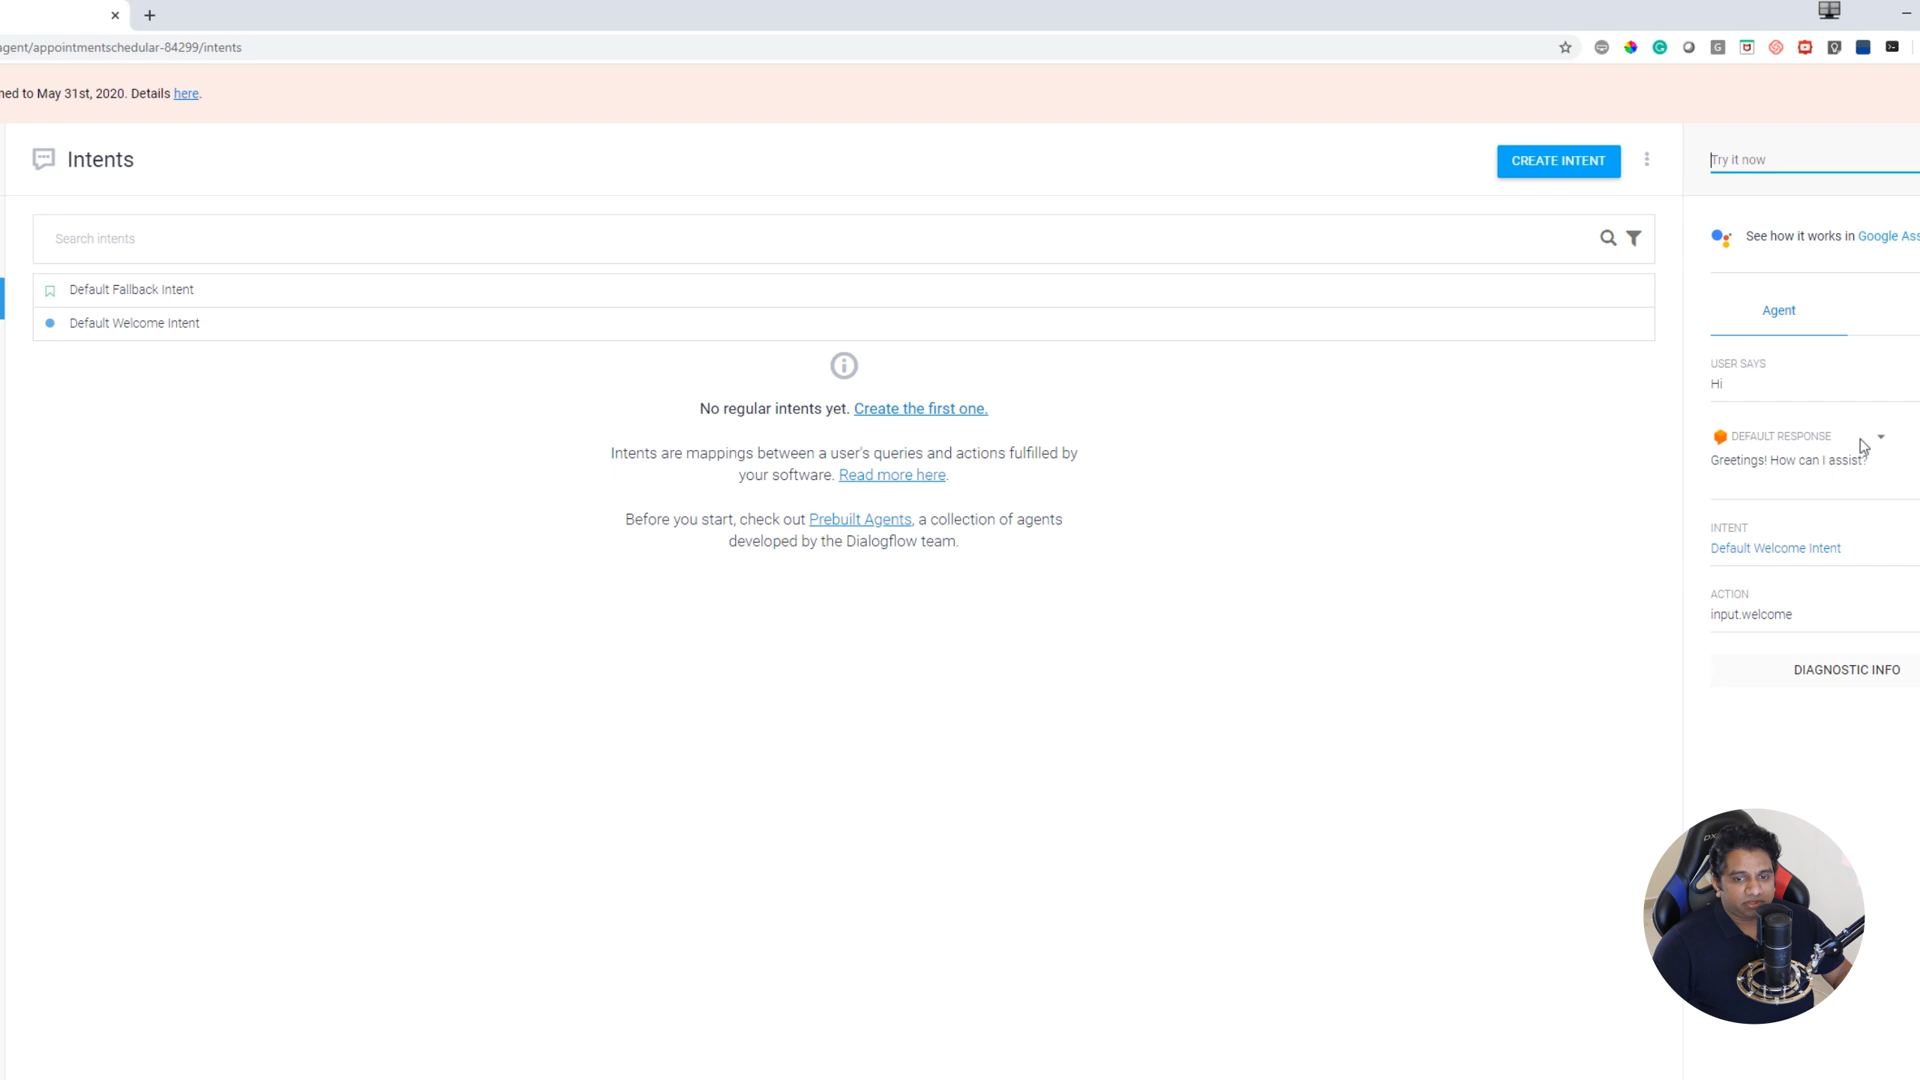 agent/appointmentschedular-84299/intents
ned to May 31st, 2020. Details here.
Intents
CREATE INTENT
Try it now
Search intents
See how it works in Google Ass
Default Fallback Intent
Default Welcome Intent
Agent
USER SAYS
Hi
No regular intents yet. Create the first one.
DEFAULT RESPONSE
Greetings! How can I assist?
Intents are mappings between a user's queries and actions fulfilled by
your software. Read more here.
Before you start, check out Prebuilt Agents, a collection of agents
developed by the Dialogflow team.
INTENT
Default Welcome Intent
ACTION
input.welcome
DIAGNOSTIC INFO